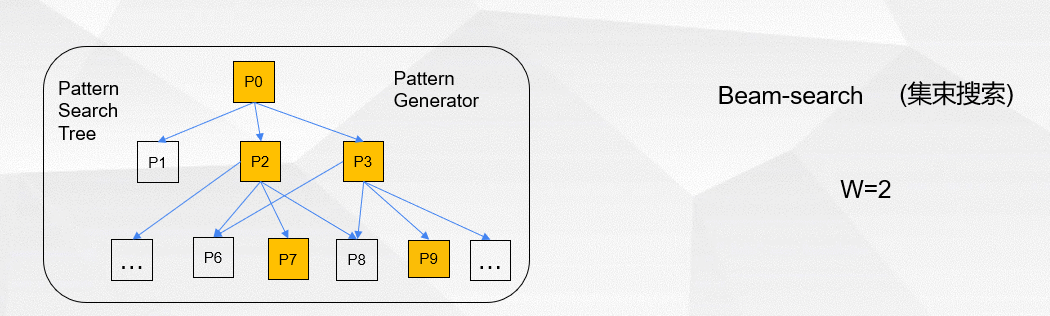 Pattern
Search
Tree
P0
Pattern
Generator
P1
P2
P3
...
P6
P7
P8
P9
...
Beam-search (集束搜索)
W=2